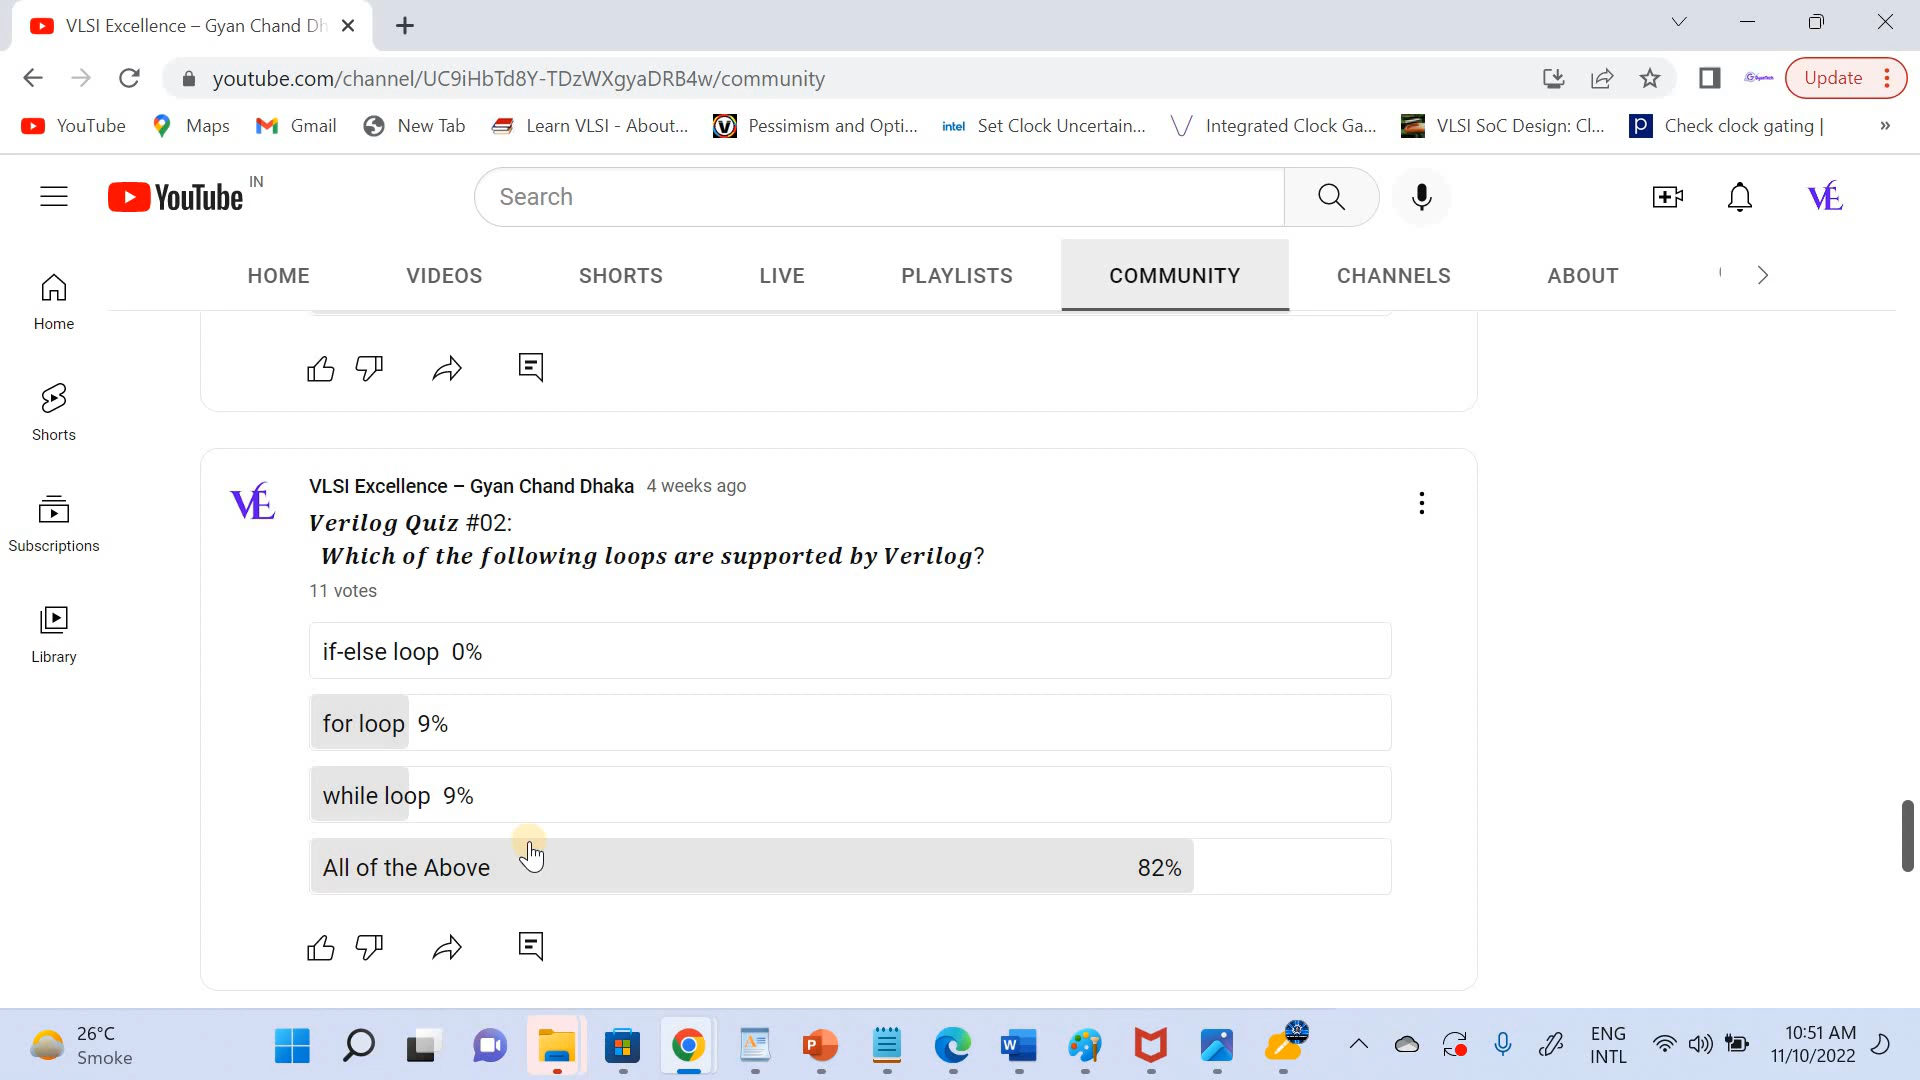 VLSI Excellence – Gyan Chand Dh
youtube.com/channel/UC9iHbTd8Y-TDzWXgyaDRB4w/community
Update
YouTube
Maps
Gmail
New Tab
Learn VLSI - About...
Pessimism and Opti...
intel
Set Clock Uncertain...
Integrated Clock Ga...
VLSI SoC Design: Cl...
Check clock gating |
»
YouTube IN
Search
VE
HOME
VIDEOS
SHORTS
LIVE
PLAYLISTS
COMMUNITY
CHANNELS
ABOUT
Home
Shorts
Subscriptions
Library
VE
VLSI Excellence – Gyan Chand Dhaka 4 weeks ago
Verilog Quiz #02:
Which of the following loops are supported by Verilog?
11 votes
if-else loop 0%
for loop 9%
while loop 9%
All of the Above 82%
26°C
Smoke
ENG
INTL
10:51 AM
11/10/2022